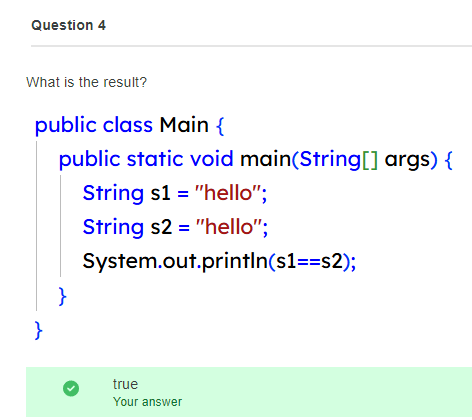 Question 4
What is the result?
public class Main {
public static void main(String[] args) {
String s1 = "hello";
String s2 = "hello";
System.out.println(s1==s2);
}
}
true
Your answer